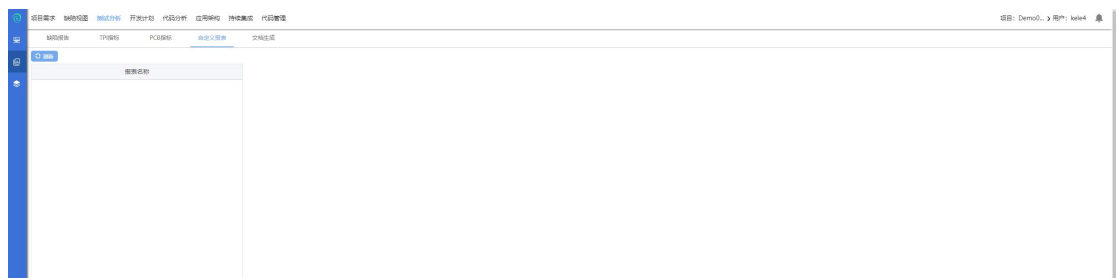 项目需求 缺陷视图 测试分析 开发计划 代码分析 应用架构 持续集成 代码管理 项目：Demo0... 用户：kele4
缺陷报告 TPI指标 PCB指标 自定义报表 文档生成
刷新
报表名称